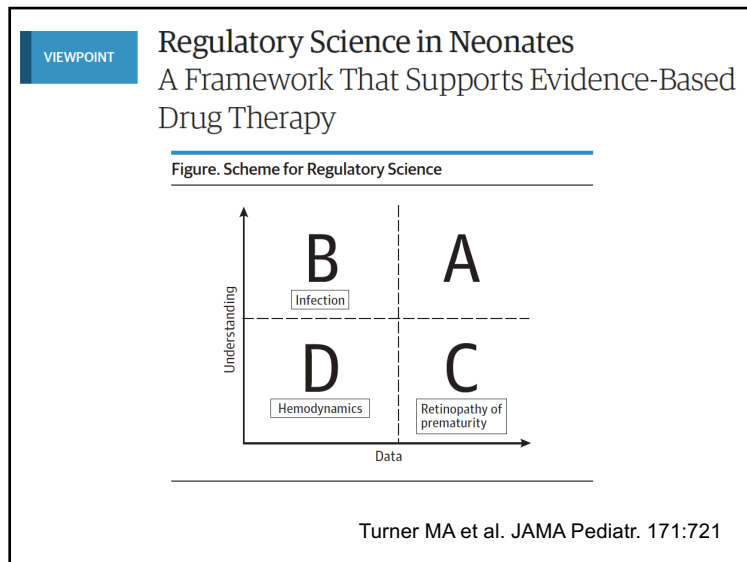 VIEWPOINT
Regulatory Science in Neonates
A Framework That Supports Evidence-Based
Drug Therapy
Figure. Scheme for Regulatory Science
B
A
Infection
Understanding
D
C
Hemodynamics
Retinopathy of
prematurity
Data
Turner MA et al. JAMA Pediatr. 171:721